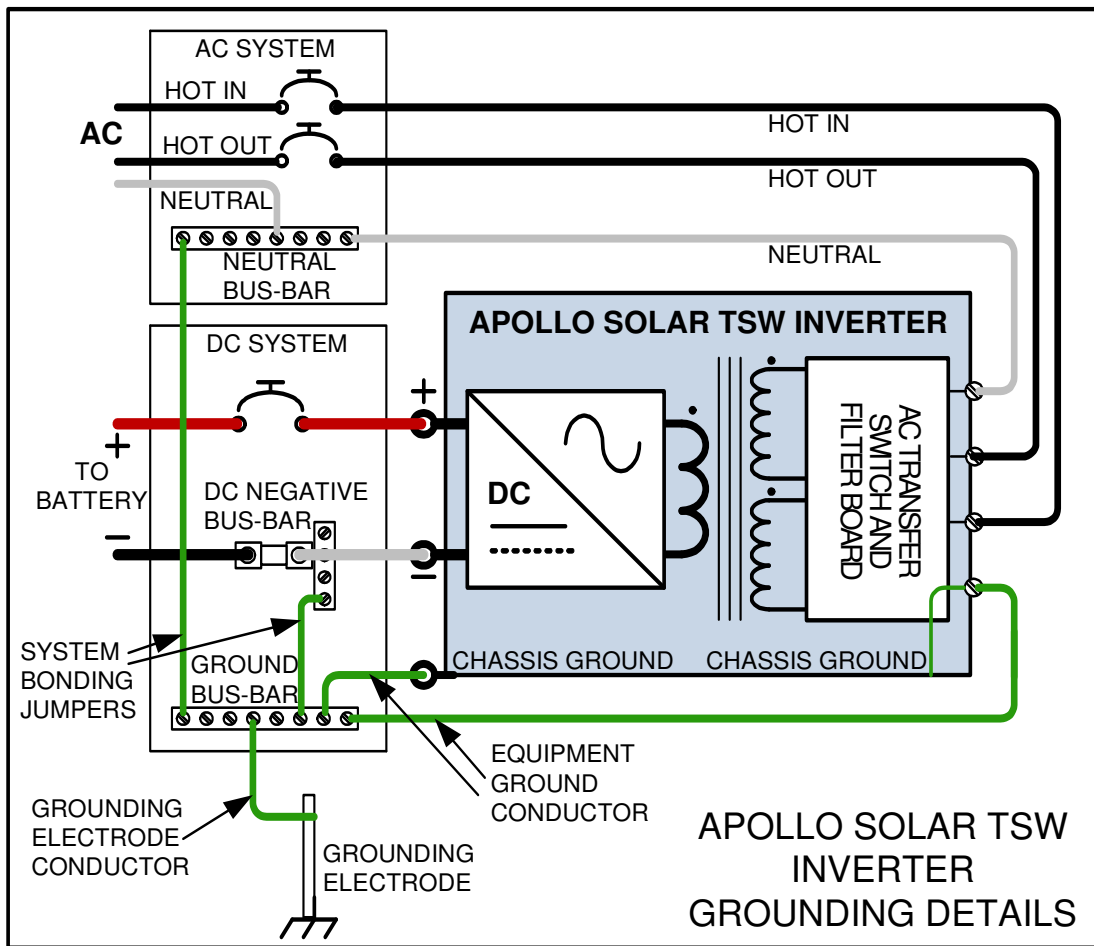 AC SYSTEM
HOT IN
AC
HOT OUT
NEUTRAL
NEUTRAL
BUS-BAR
HOT IN
HOT OUT
NEUTRAL
DC SYSTEM
+
TO
BATTERY
–
DC NEGATIVE
BUS-BAR
SYSTEM
BONDING
JUMPERS
GROUND
BUS-BAR
APOLLO SOLAR TSW INVERTER
+
–
DC
AC TRANSFER
SWITCH AND
FILTER BOARD
CHASSIS GROUND
CHASSIS GROUND
EQUIPMENT
GROUND
CONDUCTOR
GROUNDING
ELECTRODE
CONDUCTOR
GROUNDING
ELECTRODE
APOLLO SOLAR TSW
INVERTER
GROUNDING DETAILS